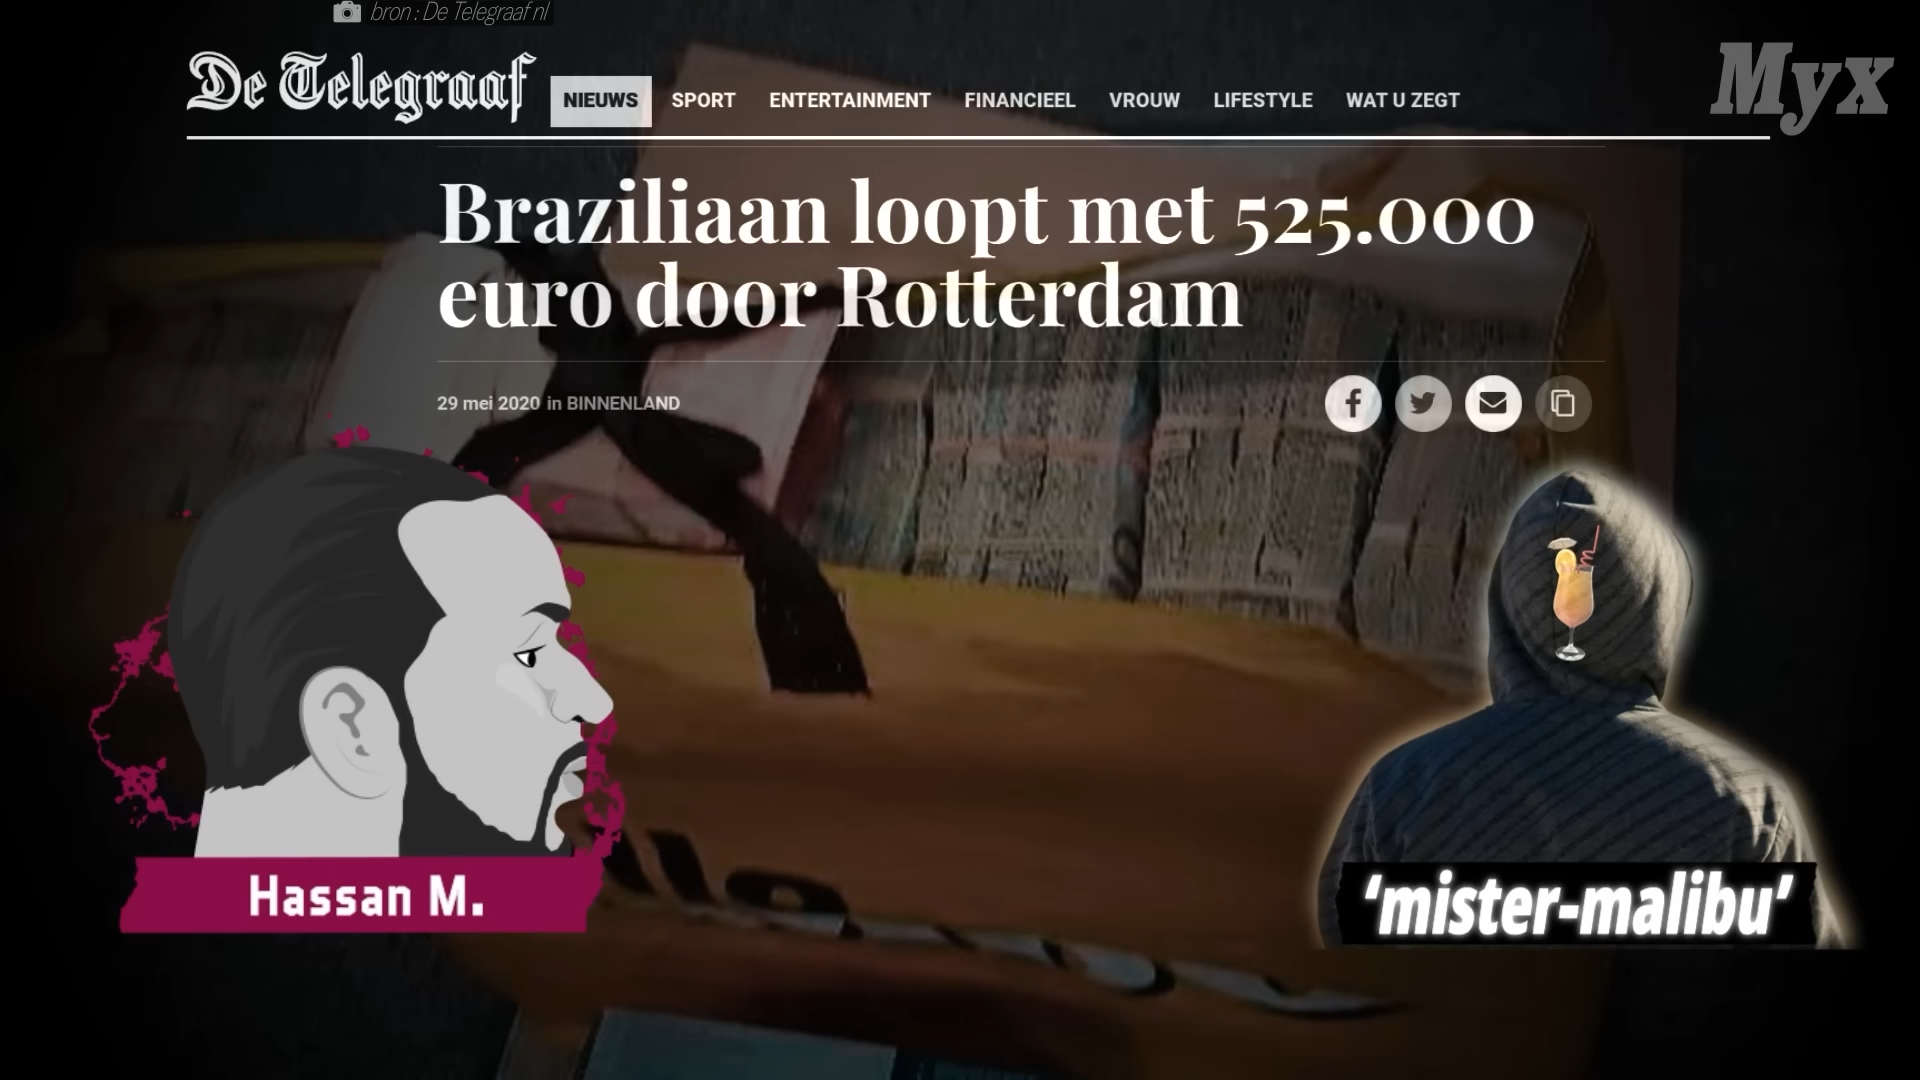 bron : De Telegraaf nl
De Telegraaf
NIEUWS SPORT ENTERTAINMENT FINANCIEEL VROUW LIFESTYLE WAT U ZEGT
Myx
Braziliaan loopt met 525.000
euro door Rotterdam
29 mei 2020 in BINNENLAND
Hassan M.
'mister-malibu'